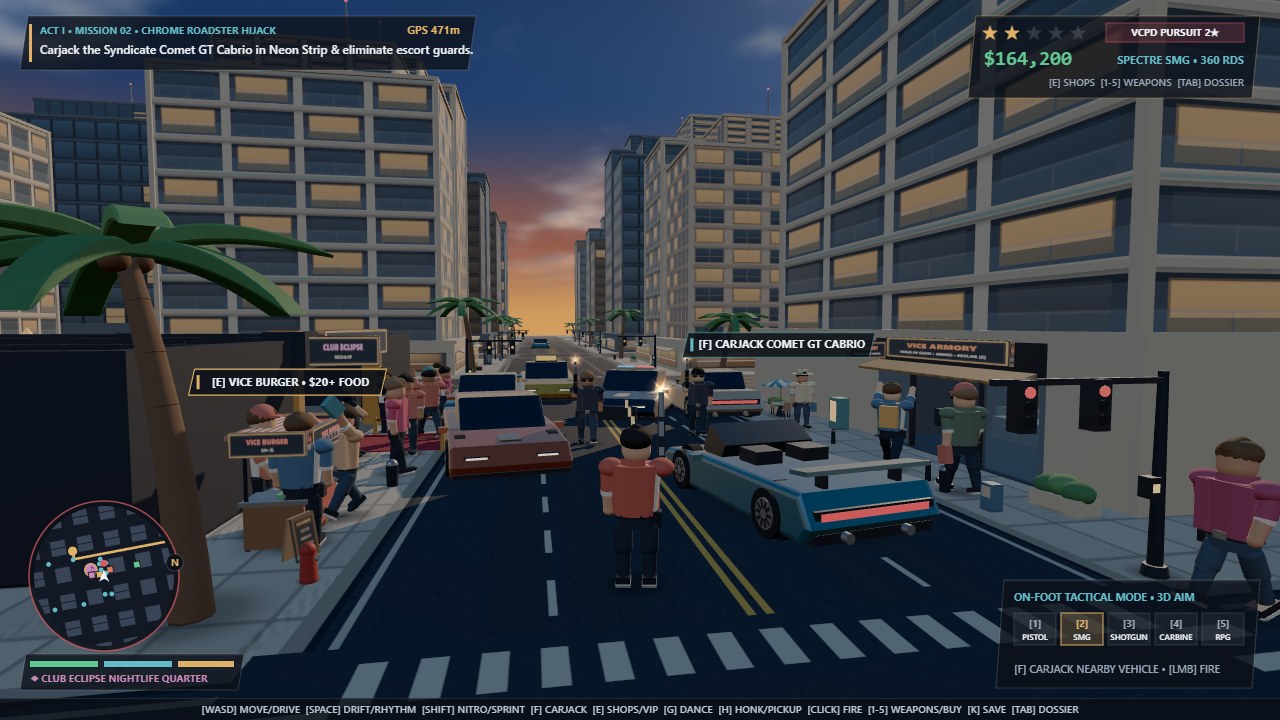 ACT I • MISSION 02 • CHROME ROADSTER HIJACK
GPS 471m
Carjack the Syndicate Comet GT Cabrio in Neon Strip & eliminate escort guards.
VCPD PURSUIT 2★
$164,200
SPECTRE SMG • 360 RDS
[E] SHOPS [1-5] WEAPONS [TAB] DOSSIER
CLUB ECLIPSE
[F] CARJACK COMET GT CABRIO
VICE ARMORY
[E] VICE BURGER • $20+ FOOD
VICE BURGER
N
ON-FOOT TACTICAL MODE • 3D AIM
[1] [2] [3] [4] [5]
PISTOL SMG SHOTGUN CARBINE RPG
[F] CARJACK NEARBY VEHICLE • [LMB] FIRE
◆ CLUB ECLIPSE NIGHTLIFE QUARTER
[WASD] MOVE/DRIVE [SPACE] DRIFT/RHYTHM [SHIFT] NITRO/SPRINT [F] CARJACK [E] SHOPS/VIP [G] DANCE [H] HONK/PICKUP [CLICK] FIRE [1-5] WEAPONS/BUY [K] SAVE [TAB] DOSSIER